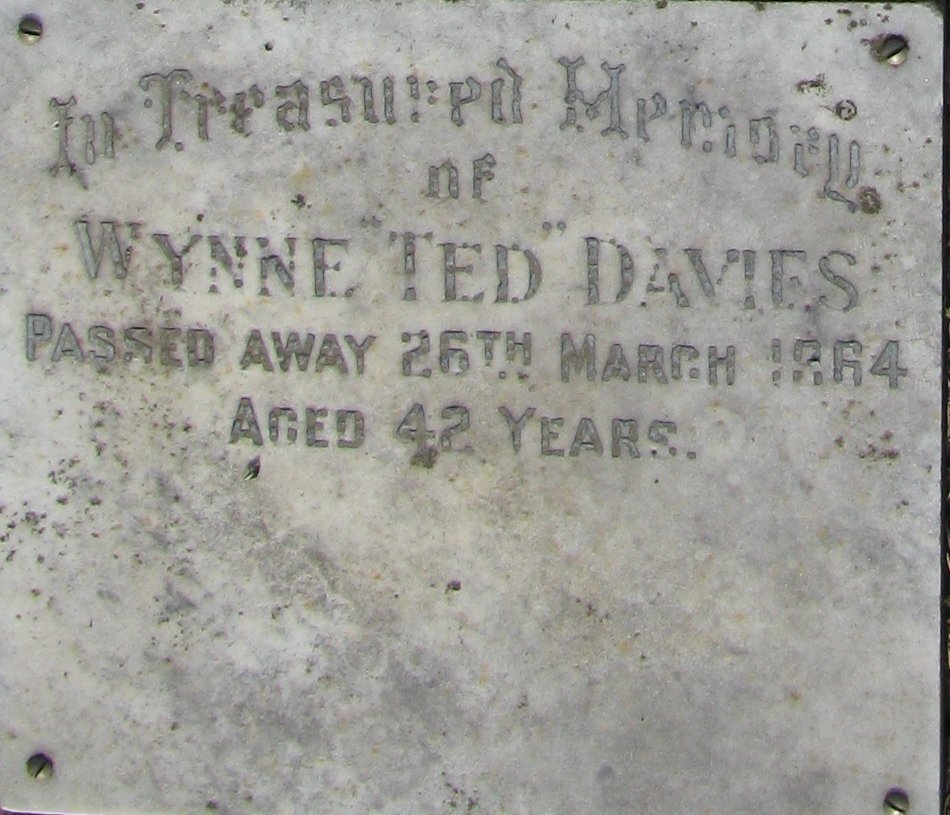 In Treasured Memory
of
WYNNE "TED" DAVIES
PASSED AWAY 26TH MARCH 1964
AGED 42 YEARS.